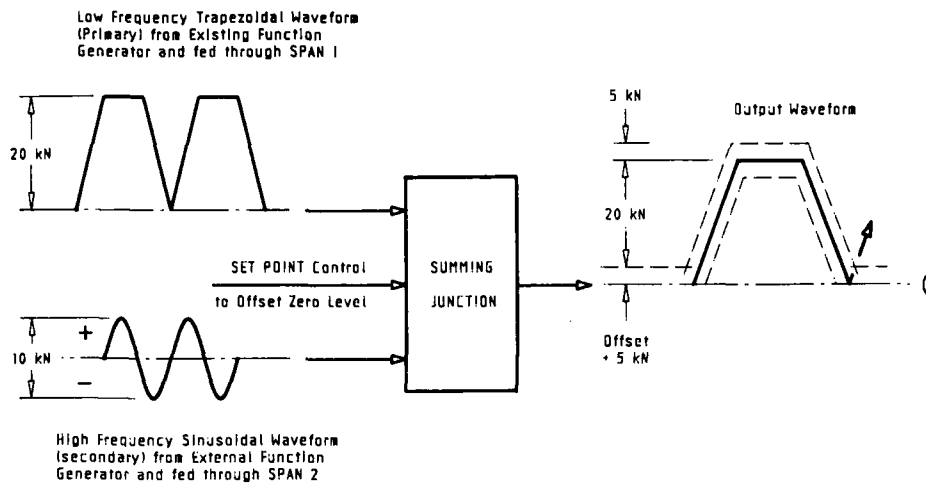 Low Frequency Trapezoidal Waveform
(Primary) from Existing Function
Generator and fed through SPAN 1
20 kN
SET POINT Control
to Offset Zero Level
SUMMING
JUNCTION
+
10 kN
–
High Frequency Sinusoidal Waveform
(secondary) from External Function
Generator and fed through SPAN 2
5 kN
Output Waveform
20 kN
Offset
+ 5 kN